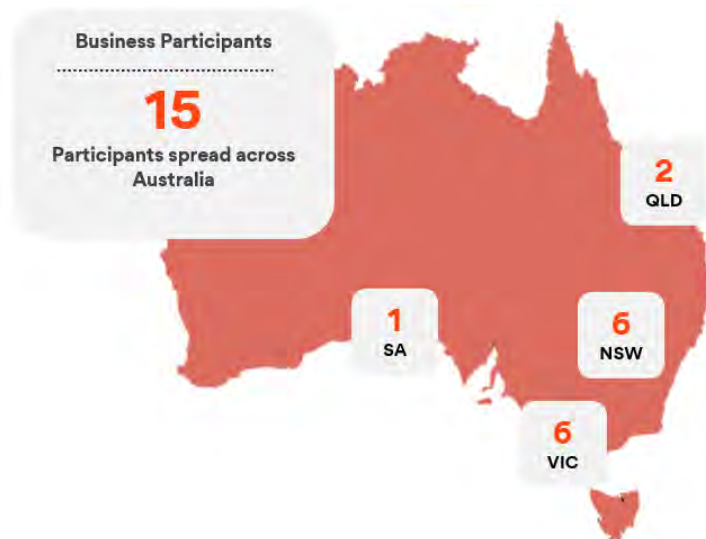 Business Participants
15
Participants spread across
Australia
2
QLD
1
SA
6
NSW
6
VIC